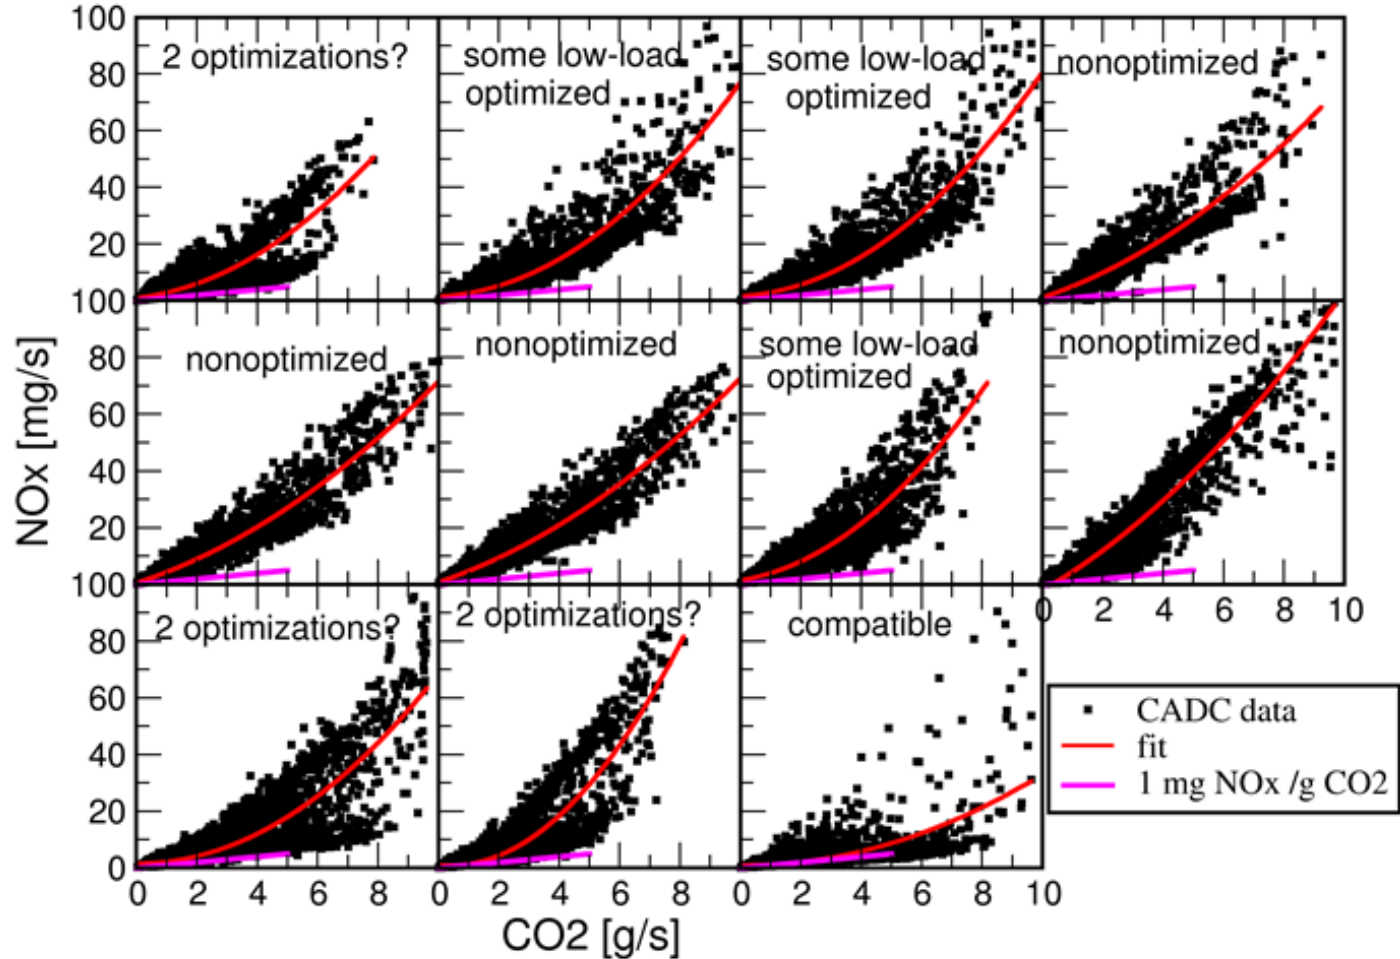 100
80
60
40
20
2 optimizations?
some low-load
optimized
some low-load
optimized
nonoptimized
100
80
60
40
20
nonoptimized
nonoptimized
some low-load
optimized
nonoptimized
0 2 4 6 8 10
100
80
60
40
20
0
2 optimizations?
2 optimizations?
compatible
0 2 4 6 8
0 2 4 6 8
0 2 4 6 8 10
NOx [mg/s]
CO2 [g/s]
CADC data
fit
1 mg NOx /g CO2